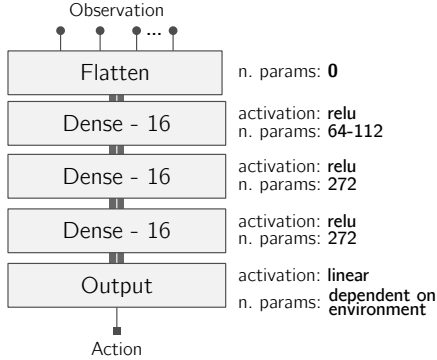 Observation
...
Flatten
n. params: 0
Dense - 16
activation: relu
n. params: 64-112
Dense - 16
activation: relu
n. params: 272
Dense - 16
activation: relu
n. params: 272
Output
activation: linear
n. params: dependent on
environment
Action